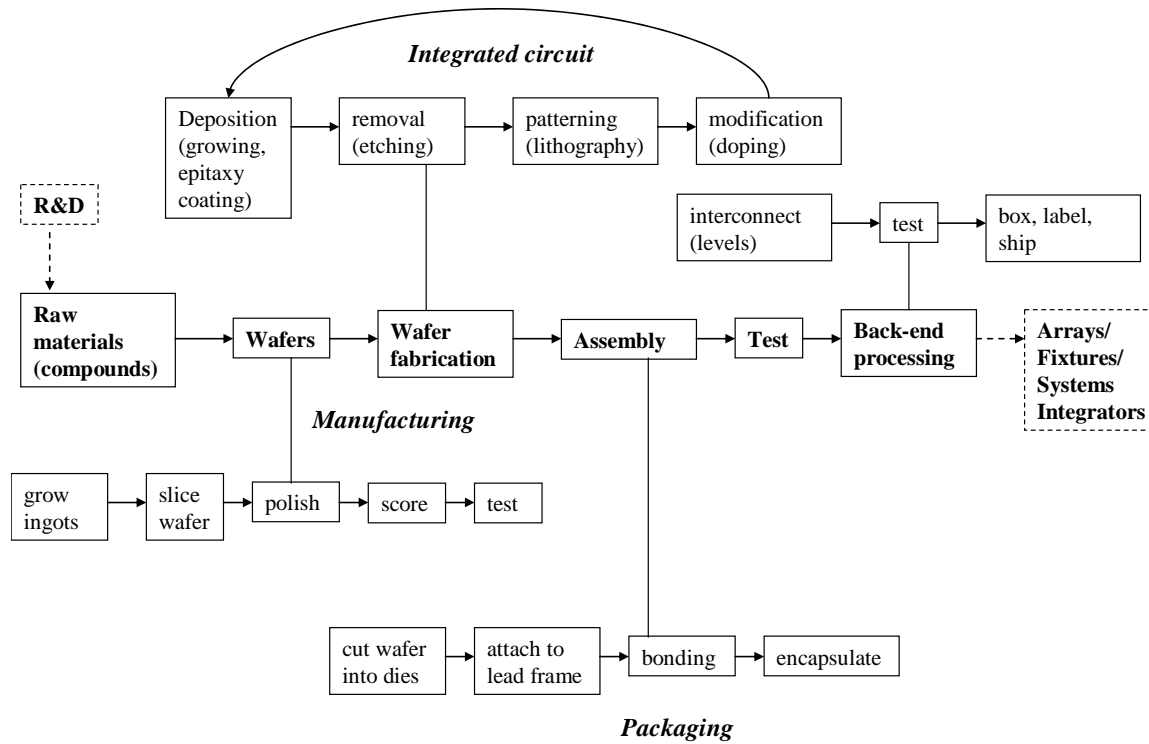 Integrated circuit
Deposition
(growing,
epitaxy
coating)
removal
(etching)
patterning
(lithography)
modification
(doping)
R&D
interconnect
(levels)
test
box, label,
ship
Raw
materials
(compounds)
Wafers
Wafer
fabrication
Assembly
Test
Back-end
processing
Arrays/
Fixtures/
Systems
Integrators
Manufacturing
grow
ingots
slice
wafer
polish
score
test
cut wafer
into dies
attach to
lead frame
bonding
encapsulate
Packaging